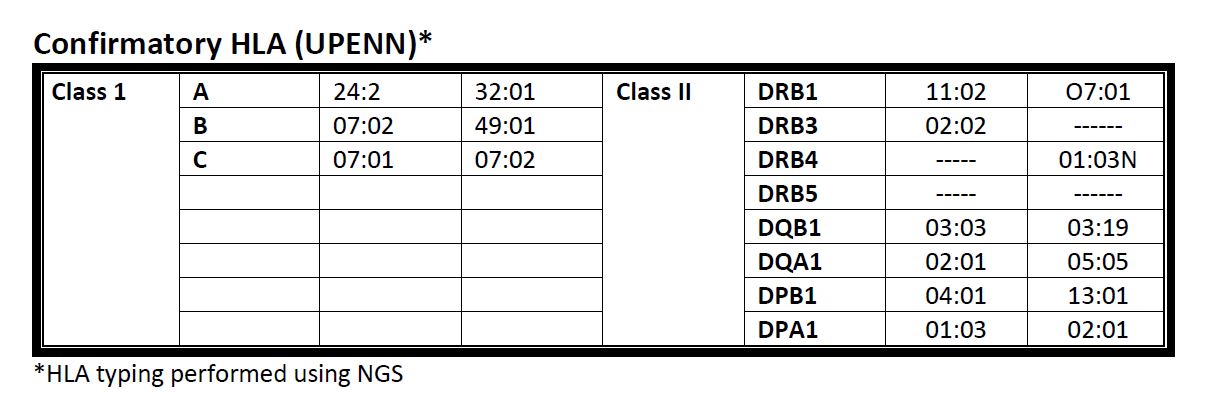 Confirmatory HLA (UPENN)*
Class 1 A 24:2 32:01 Class II DRB1 11:02 O7:01
B 07:02 49:01 DRB3 02:02 ------
C 07:01 07:02 DRB4 ----- 01:03N
DRB5 ----- ------
DQB1 03:03 03:19
DQA1 02:01 05:05
DPB1 04:01 13:01
DPA1 01:03 02:01
*HLA typing performed using NGS